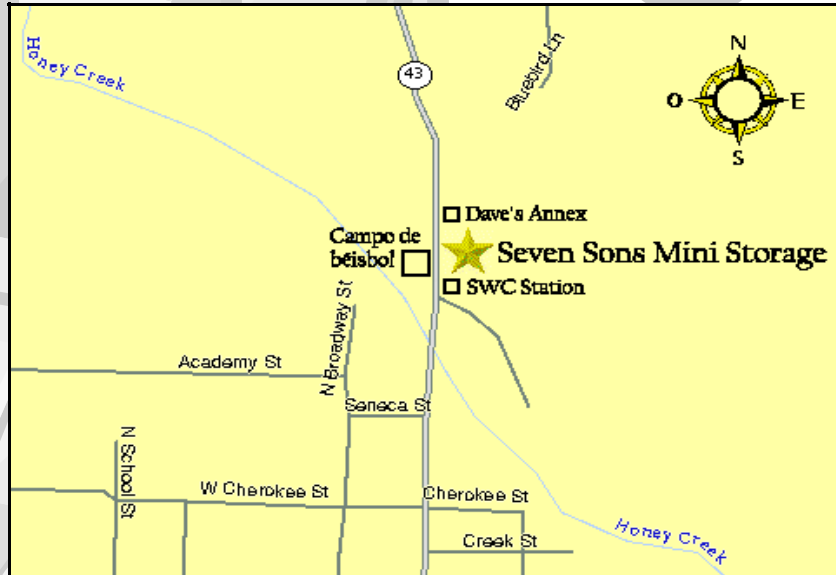 Honey Creek
43
Bluebird Ln
N
O
E
S
Dave's Annex
Campo de
béisbol
Seven Sons Mini Storage
SWC Station
N Broadway St
Academy St
Seneca St
N School St
W Cherokee St
Cherokee St
Creek St
Honey Creek